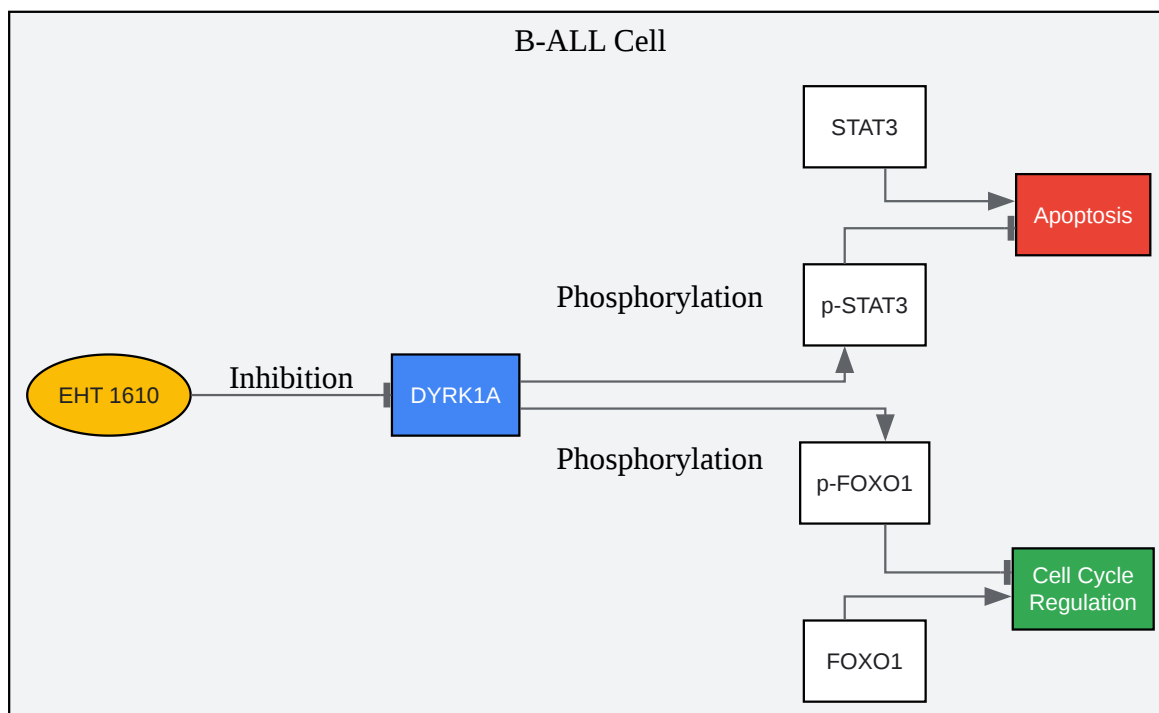 B-ALL Cell
STAT3
Apoptosis
Phosphorylation
p-STAT3
EHT 1610
Inhibition
DYRK1A
Phosphorylation
p-FOXO1
Cell Cycle
Regulation
FOXO1